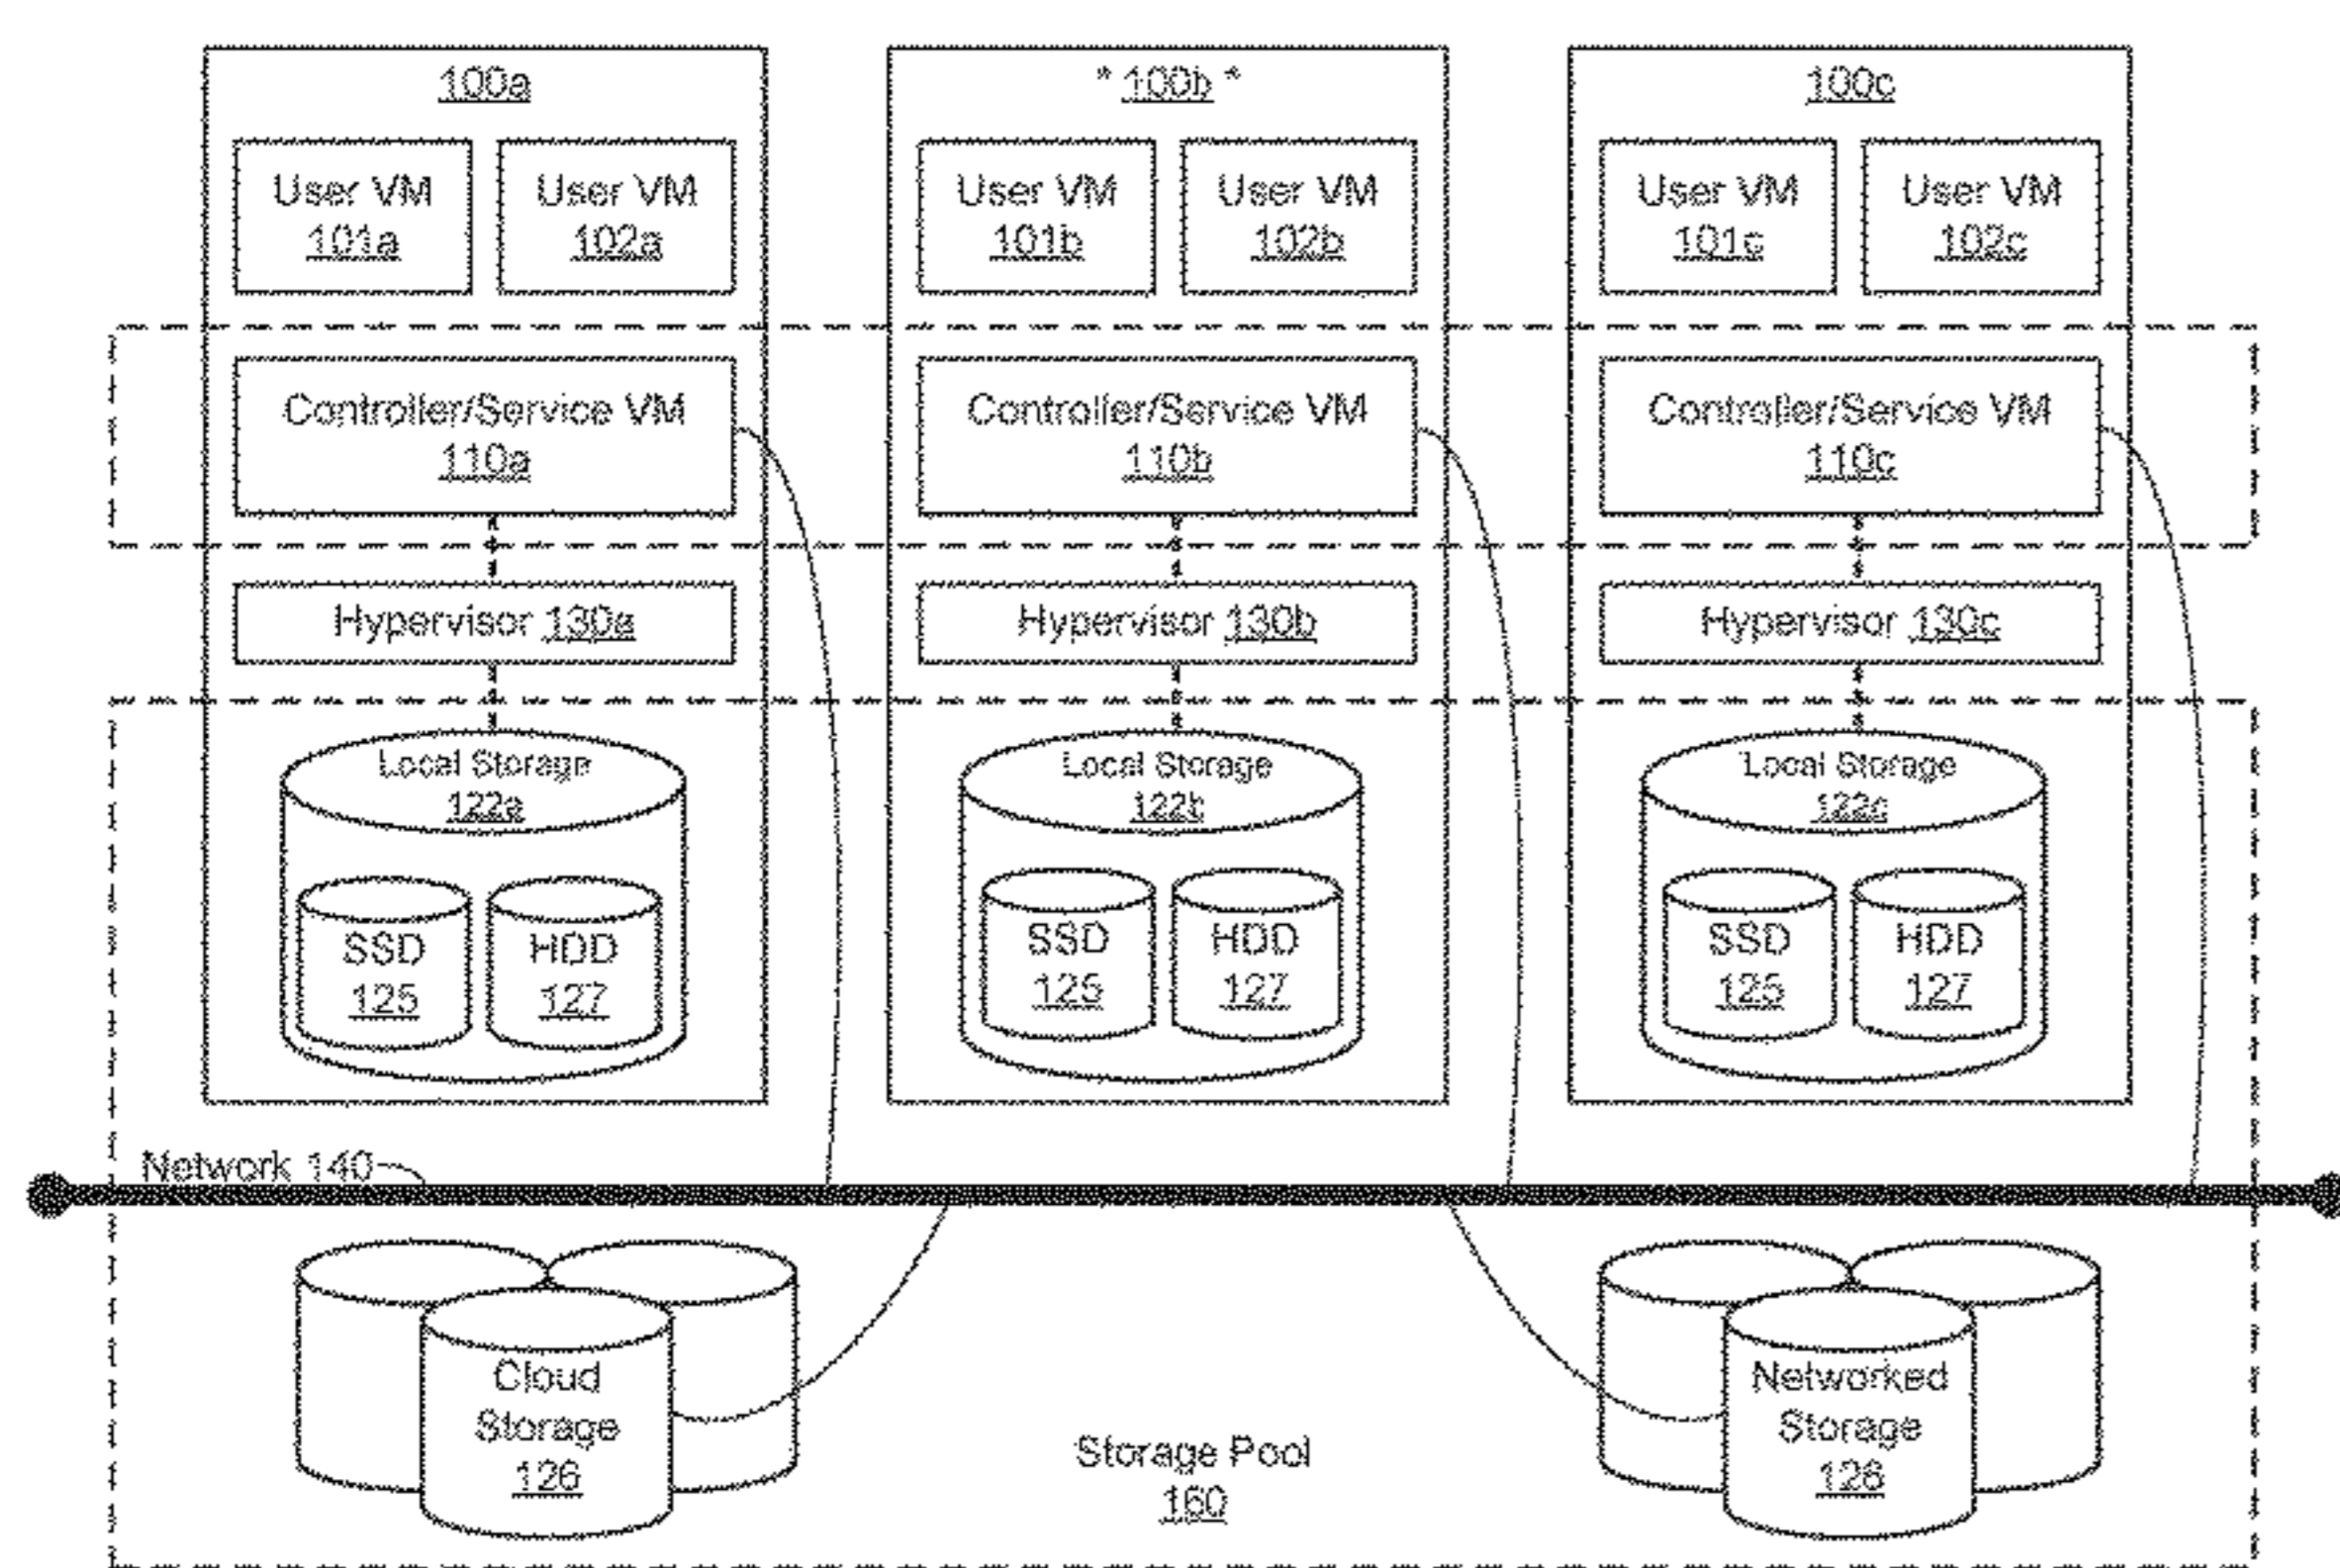 100a
* 100b *
100c
User VM
101a
User VM
102a
User VM
101b
User VM
102b
User VM
101c
User VM
102c
Controller/Service VM
110a
Controller/Service VM
110b
Controller/Service VM
110c
Hypervisor 130a
Hypervisor 130b
Hypervisor 130c
Local Storage
122a
Local Storage
122b
Local Storage
122c
SSD
125
HDD
127
SSD
125
HDD
127
SSD
125
HDD
127
Network 140
Cloud
Storage
126
Storage Pool
160
Networked
Storage
128